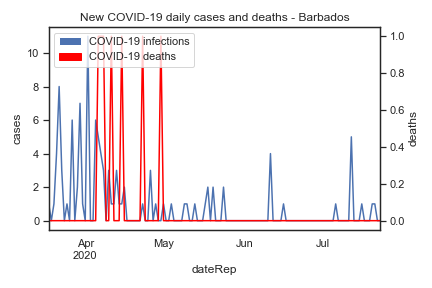 New COVID-19 daily cases and deaths - Barbados
COVID-19 infections
COVID-19 deaths
10
8
6
4
2
0
cases
1.0
0.8
0.6
0.4
0.2
0.0
deaths
Apr
2020
May
Jun
Jul
dateRep